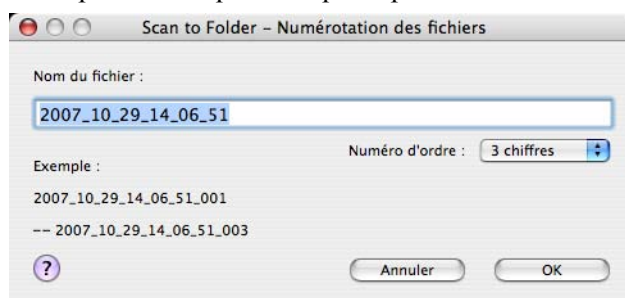 Scan to Folder – Numérotation des fichiers
Nom du fichier :
2007_10_29_14_06_51
Numéro d'ordre : 3 chiffres
Exemple :
2007_10_29_14_06_51_001
-- 2007_10_29_14_06_51_003
? Annuler OK